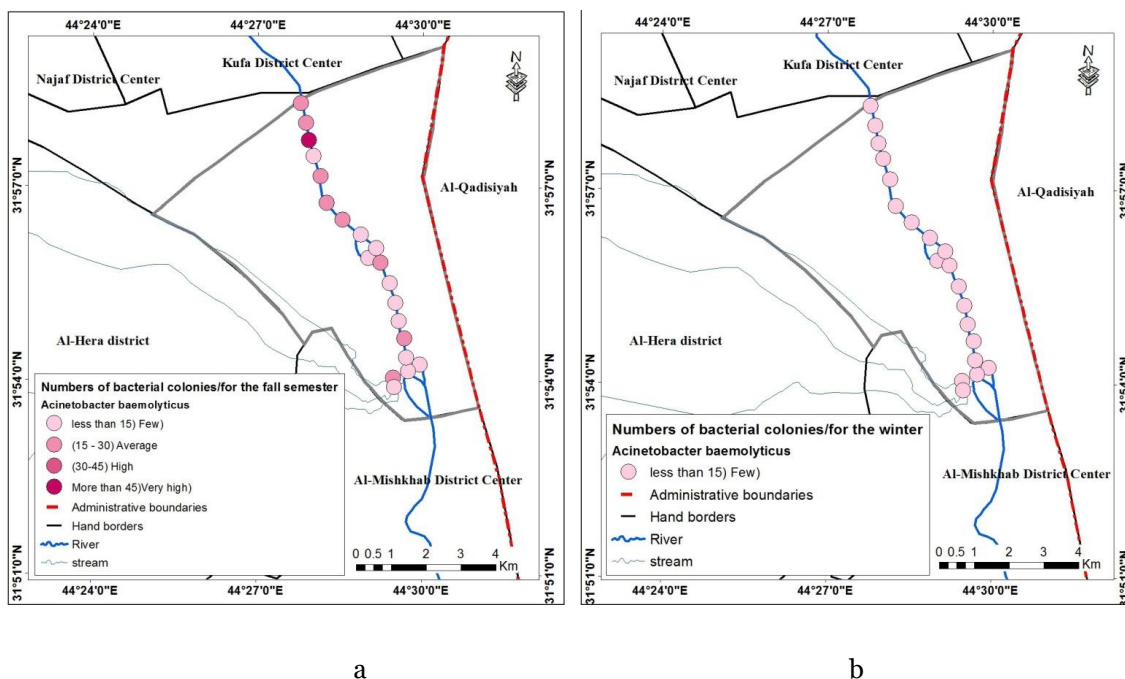 44°24'0"E 44°27'0"E 44°30'0"E
N
Kufa District Center
Najaf District Center
31°57'0"N
Al-Qadisiyah
31°57'0"N
Al-Hera district
31°54'0"N
31°54'0"N
Numbers of bacterial colonies/for the fall semester
Acinetobacter baemolyticus
less than 15) Few)
(15 - 30) Average
(30-45) High
More than 45)Very high)
Administrative boundaries
Hand borders
River
stream
Al-Mishkhab District Center
0 0.5 1 2 3 4
Km
31°51'0"N
31°51'0"N
44°24'0"E 44°27'0"E 44°30'0"E
a
44°24'0"E 44°27'0"E 44°30'0"E
N
Kufa District Center
Najaf District Center
31°57'0"N
Al-Qadisiyah
31°57'0"N
Al-Hera district
31°54'0"N
31°54'0"N
Numbers of bacterial colonies/for the winter
Acinetobacter baemolyticus
less than 15) Few)
Administrative boundaries
Hand borders
River
stream
Al-Mishkhab District Center
0 0.5 1 2 3 4
Km
31°51'0"N
31°51'0"N
44°24'0"E 44°27'0"E 44°30'0"E
b